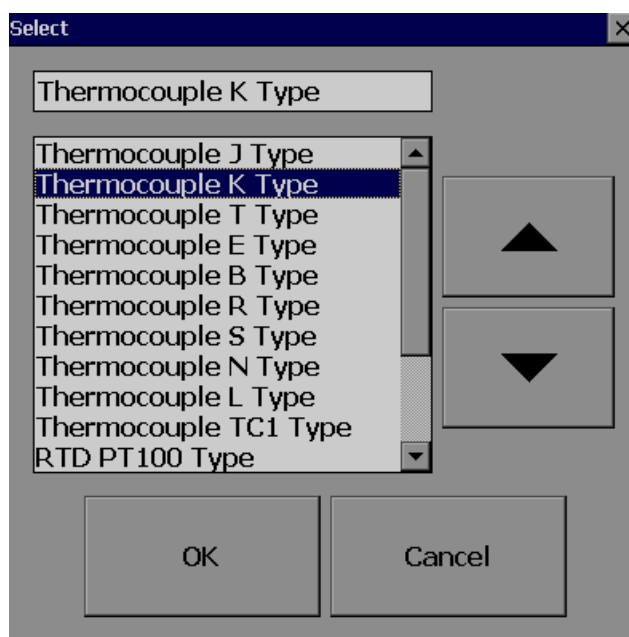 Select
Thermocouple K Type
Thermocouple J Type
Thermocouple K Type
Thermocouple T Type
Thermocouple E Type
Thermocouple B Type
Thermocouple R Type
Thermocouple S Type
Thermocouple N Type
Thermocouple L Type
Thermocouple TC1 Type
RTD PT100 Type
OK
Cancel